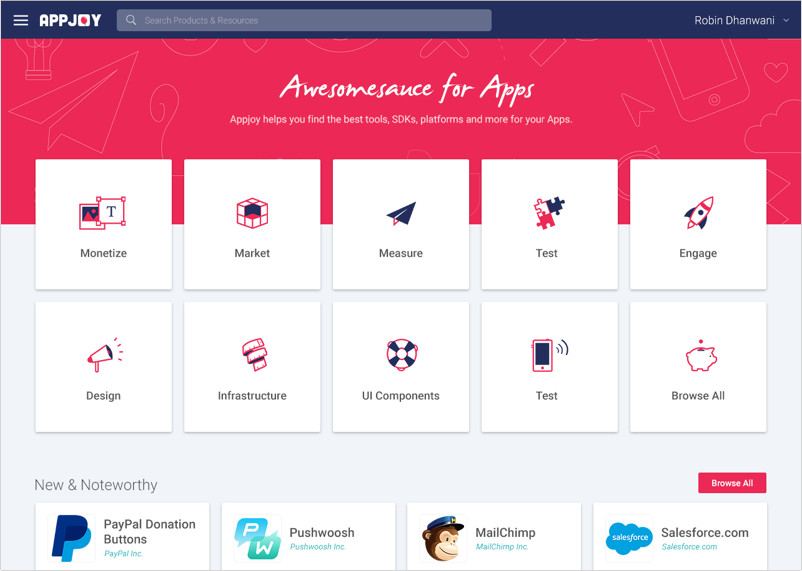 APPJOY
Search Products & Resources
Robin Dhanwani
Awesomesauce for Apps
Appjoy helps you find the best tools, SDKs, platforms and more for your Apps.
T
Monetize
Market
Measure
Test
Engage
Design
Infrastructure
UI Components
Test
Browse All
New & Noteworthy
Browse All
PayPal Donation
Buttons
PayPal Inc.
P
W
Pushwoosh
Pushwoosh Inc.
MailChimp
MailChimp Inc.
salesforce
Salesforce.com
Salesforce.com